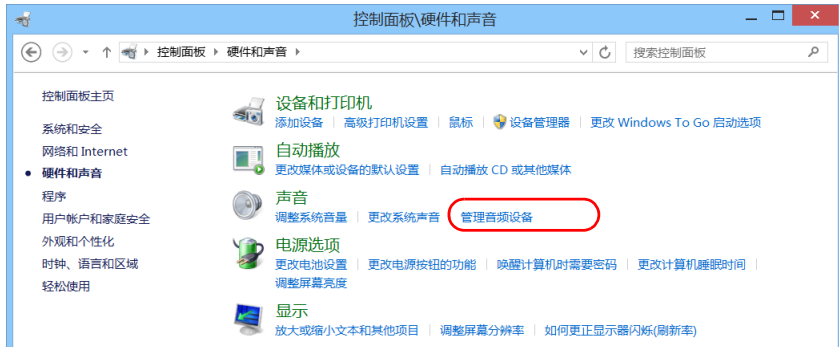 控制面板\硬件和声音
控制面板 硬件和声音
搜索控制面板
控制面板主页
系统和安全
网络和 Internet
硬件和声音
程序
用户帐户和家庭安全
外观和个性化
时钟、语言和区域
轻松使用
设备和打印机
添加设备 | 高级打印机设置 | 鼠标 | 设备管理器 | 更改 Windows To Go 启动选项
自动播放
更改媒体或设备的默认设置 | 自动播放 CD 或其他媒体
声音
调整系统音量 | 更改系统声音 | 管理音频设备
电源选项
更改电池设置 | 更改电源按钮的功能 | 唤醒计算机时需要密码 | 更改计算机睡眠时间 |
调整屏幕亮度
显示
放大或缩小文本和其他项目 | 调整屏幕分辨率 | 如何更正显示器闪烁(刷新率)